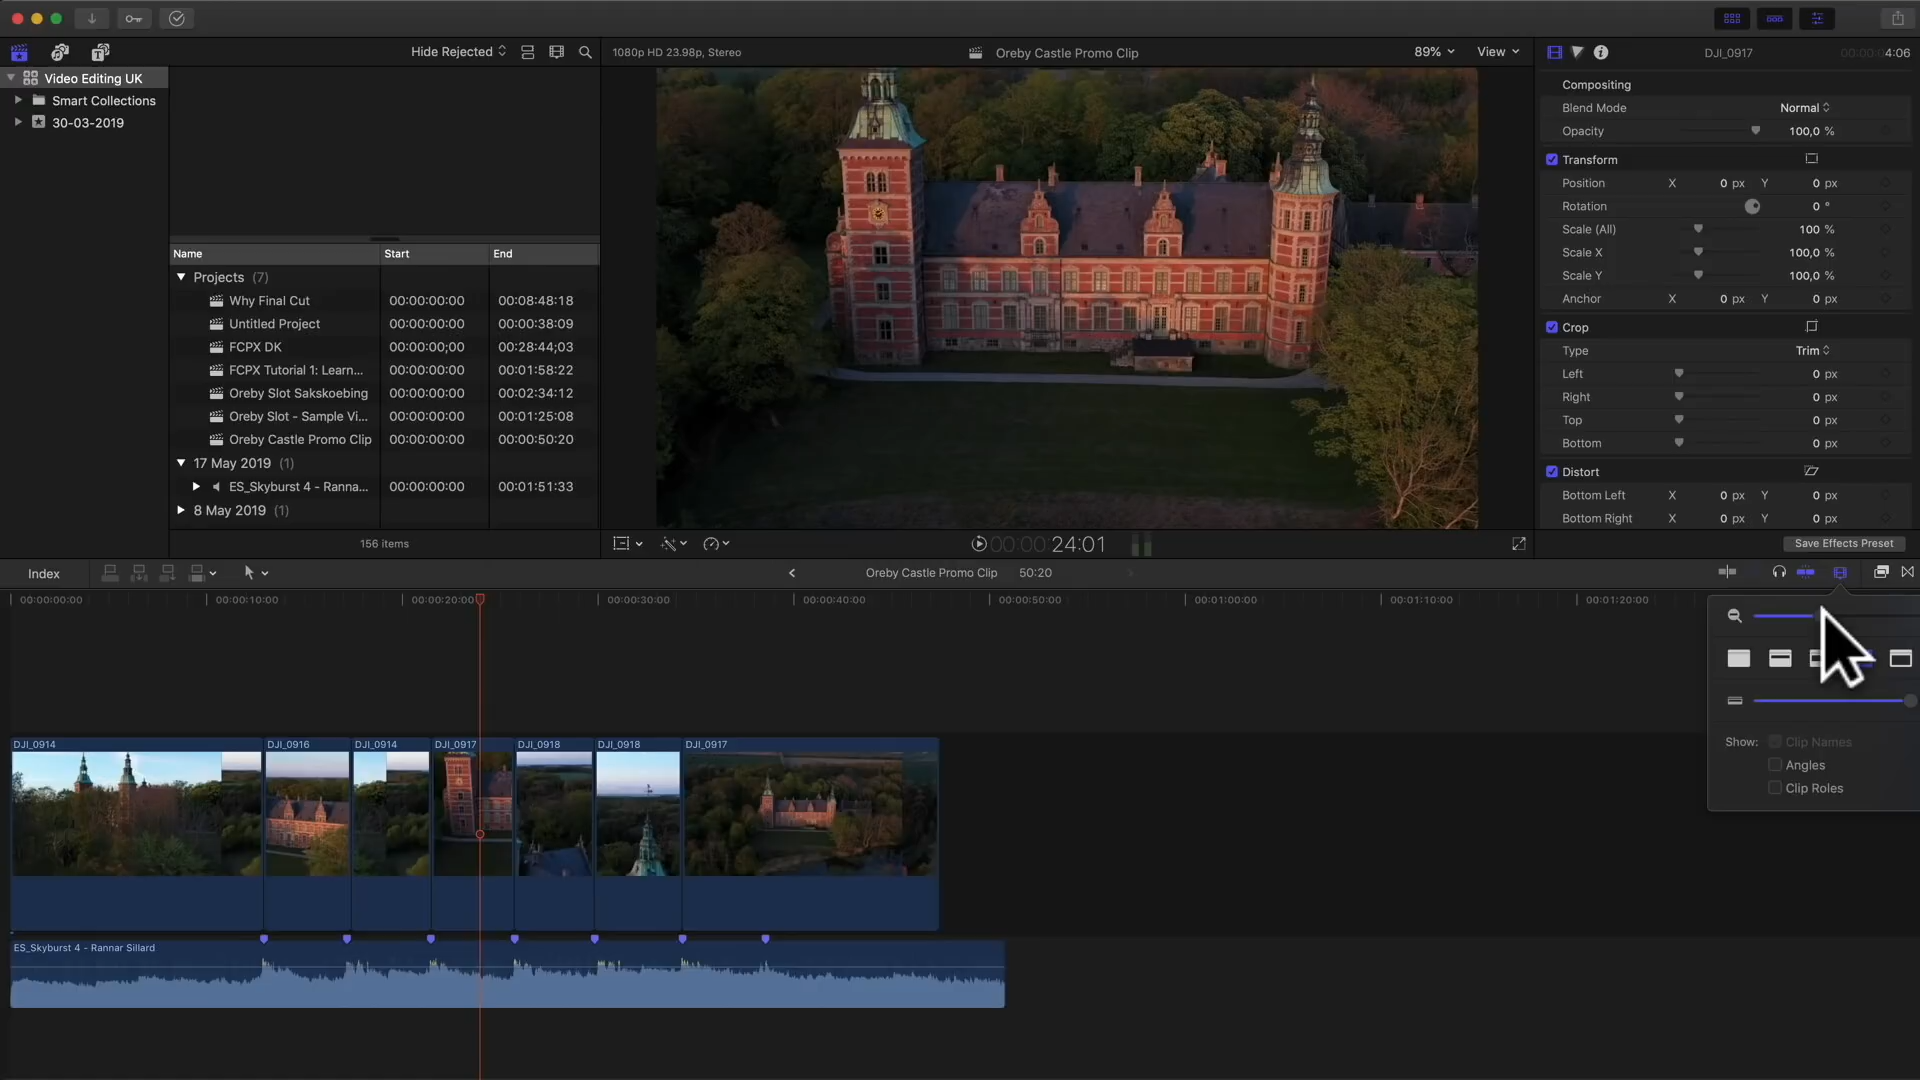 Hide Rejected
1080p HD 23.98p, Stereo
Oreby Castle Promo Clip
89%
View
DJI_0917
00:00:04:06
Video Editing UK
Smart Collections
30-03-2019
Name Start End
Projects (7)
Why Final Cut 00:00:00:00 00:08:48:18
Untitled Project 00:00:00:00 00:00:38:09
FCPX DK 00:00:00;00 00:28:44;03
FCPX Tutorial 1: Learn... 00:00:00:00 00:01:58:22
Oreby Slot Sakskoebing 00:00:00:00 00:02:34:12
Oreby Slot - Sample Vi... 00:00:00:00 00:01:25:08
Oreby Castle Promo Clip 00:00:00:00 00:00:50:20
17 May 2019 (1)
ES_Skyburst 4 - Ranna... 00:00:00:00 00:01:51:33
8 May 2019 (1)
156 items
00:00:00:24:01
Compositing
Blend Mode Normal
Opacity 100,0 %
Transform
Position X 0 px Y 0 px
Rotation 0 °
Scale (All) 100 %
Scale X 100,0 %
Scale Y 100,0 %
Anchor X 0 px Y 0 px
Crop
Type Trim
Left 0 px
Right 0 px
Top 0 px
Bottom 0 px
Distort
Bottom Left X 0 px Y 0 px
Bottom Right X 0 px Y 0 px
Save Effects Preset
Index
Oreby Castle Promo Clip 50:20
00:00:00:00 00:00:10:00 00:00:20:00 00:00:30:00 00:00:40:00 00:00:50:00 00:01:00:00 00:01:10:00 00:01:20:00
Show: Clip Names
Angles
Clip Roles
DJI_0914 DJI_0916 DJI_0914 DJI_0917 DJI_0918 DJI_0918 DJI_0917
ES_Skyburst 4 - Rannar Sillard